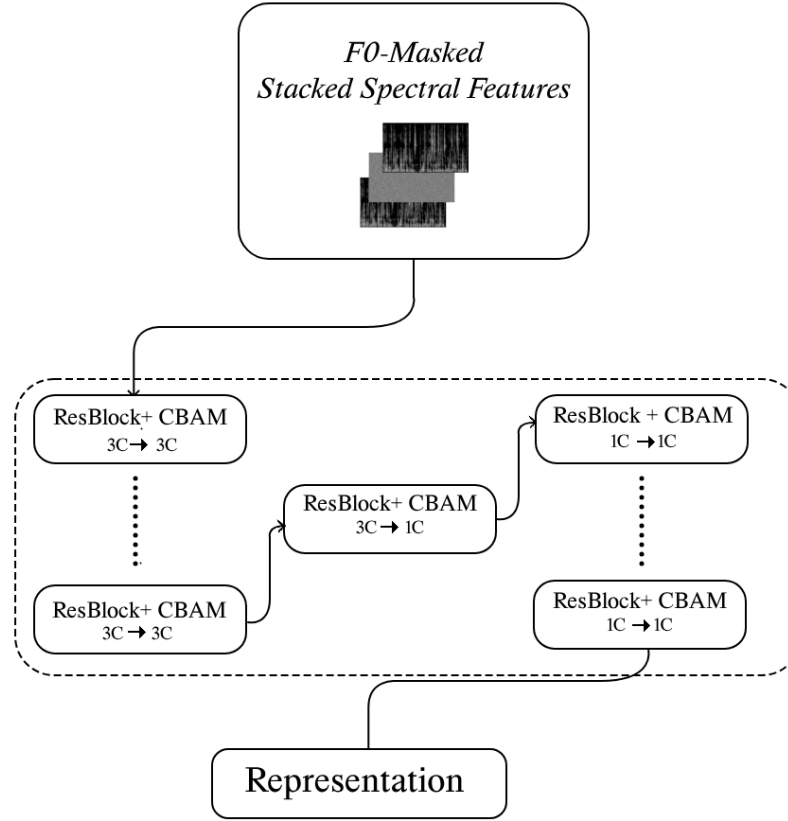 F0-Masked
Stacked Spectral Features
ResBlock+ CBAM
3C→ 3C
ResBlock+ CBAM
3C→ 3C
ResBlock+ CBAM
3C→ 1C
ResBlock + CBAM
1C →1C
ResBlock+ CBAM
1C →1C
Representation